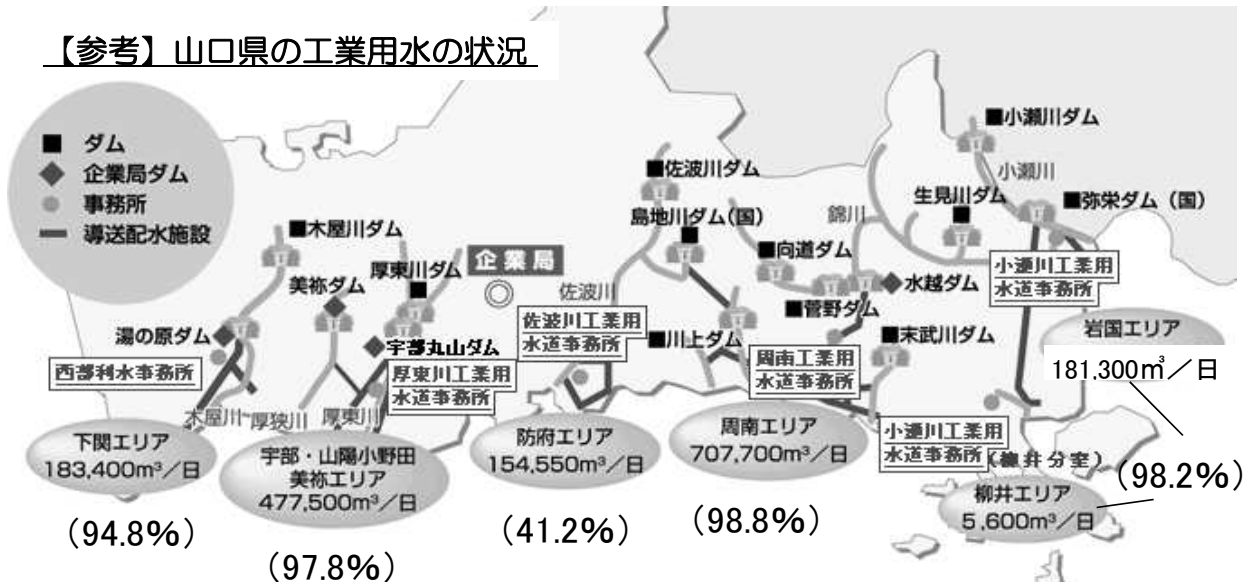 【参考】山口県の工業用水の状況
ダム
企業局ダム
事務所
導送配水施設
小瀬川ダム
小瀬川
佐波川ダム
生見川ダム
弥栄ダム（国）
島地川ダム（国）
錦川
木屋川ダム
向道ダム
小瀬川工業用
水道事務所
厚東川ダム
企業局
美祢ダム
水越ダム
佐波川
菅野ダム
佐波川工業用
水道事務所
湯の原ダム
宇部丸山ダム
川上ダム
末武川ダム
岩国エリア
181,300㎥／日
西部利水事務所
厚東川工業用
水道事務所
周南工業用
水道事務所
木屋川
厚狭川
厚東川
下関エリア
183,400m³／日
(94.8%)
宇部・山陽小野田
美祢エリア
477,500m³／日
(97.8%)
防府エリア
154,550m³／日
(41.2%)
周南エリア
707,700m³／日
(98.8%)
小瀬川工業用
水道事務所
（柳井分室）
(98.2%)
柳井エリア
5,600m³／日